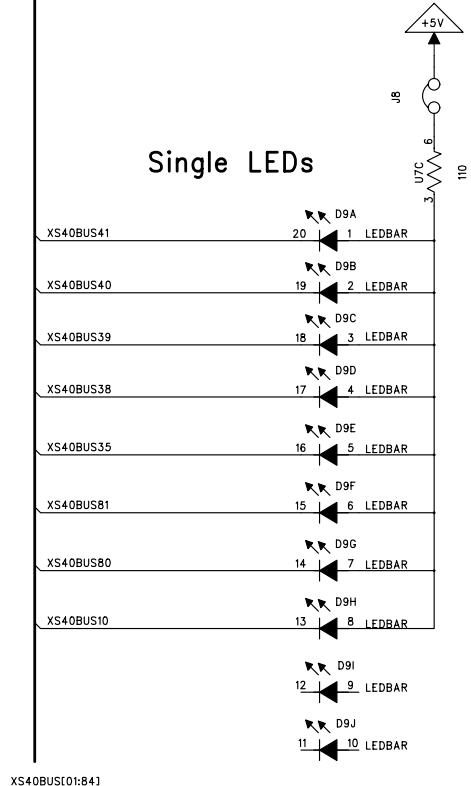 +5V
J8
6
U7C
110
3
Single LEDs
D9A
XS40BUS41 20 1 LEDBAR
D9B
XS40BUS40 19 2 LEDBAR
D9C
XS40BUS39 18 3 LEDBAR
D9D
XS40BUS38 17 4 LEDBAR
D9E
XS40BUS35 16 5 LEDBAR
D9F
XS40BUS81 15 6 LEDBAR
D9G
XS40BUS80 14 7 LEDBAR
D9H
XS40BUS10 13 8 LEDBAR
D9I
12 9 LEDBAR
D9J
11 10 LEDBAR
XS40BUS[01:84]